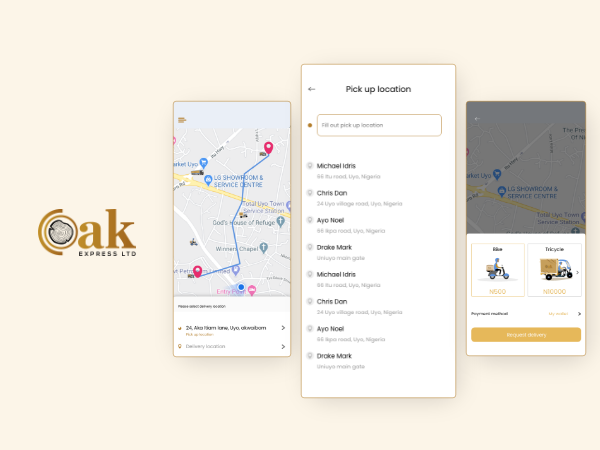 Oak
EXPRESS LTD
arket Uyo
LG SHOWROOM &
SERVICE CENTRE
Total Uyo Town
Service Station
God's House of Refuge
Winners Chapel
Please select delivery location
24, Aka Itiam lane, Uyo, akwaibom
Pick up location
Delivery location
Pick up location
Fill out pick up location
Michael Idris
66 Itu road, Uyo, Nigeria
Chris Dan
24 Uyo village road, Uyo, Nigeria
Ayo Noel
66 Ikpa road, Uyo, Nigeria
Drake Mark
Uniuyo main gate
Michael Idris
66 Itu road, Uyo, Nigeria
Chris Dan
24 Uyo village road, Uyo, Nigeria
Ayo Noel
66 Ikpa road, Uyo, Nigeria
Drake Mark
Uniuyo main gate
The Pre
Of Ni
arket Uyo
LG SHOWROOM &
SERVICE CENTRE
Total Uyo Town
Service Station
Bike
N500
Tricycle
N10000
Payment method
My wallet
Request delivery